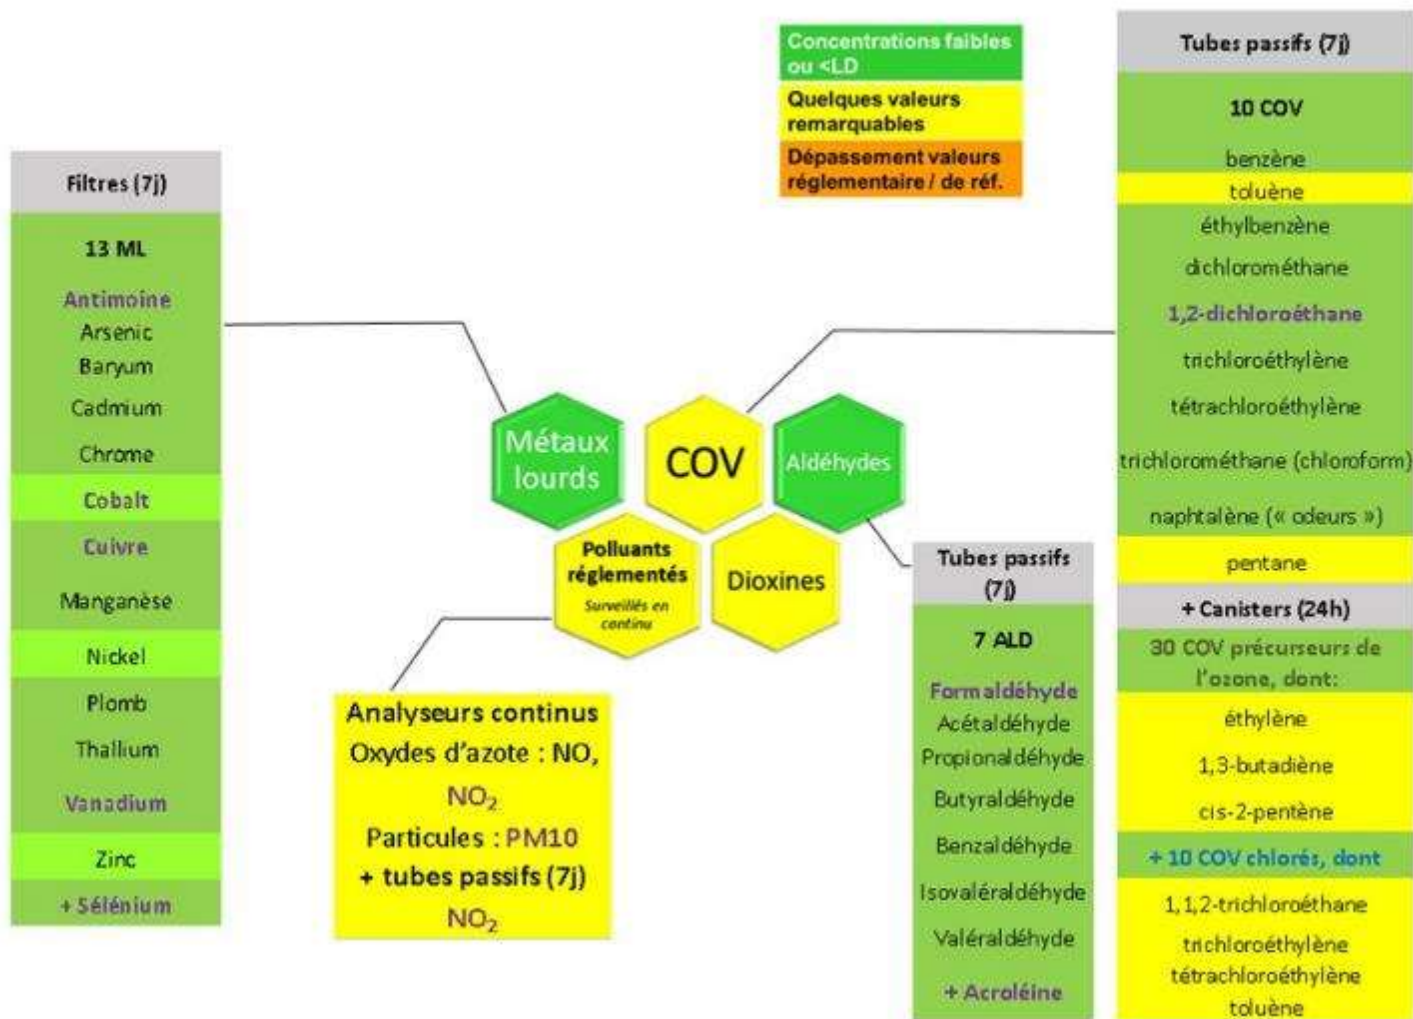 Concentrations faibles
ou <LD
Quelques valeurs
remarquables
Dépassement valeurs
réglementaire / de réf.
Filtres (7j)
13 ML
Antimoine
Arsenic
Baryum
Cadmium
Chrome
Cobalt
Cuivre
Manganèse
Nickel
Plomb
Thallium
Vanadium
Zinc
+ Sélénium
Métaux
lourds
COV
Aldéhydes
Polluants
réglementés
Surveillés en
continu
Dioxines
Analyseurs continus
Oxydes d'azote : NO,
NO₂
Particules : PM10
+ tubes passifs (7j)
NO₂
Tubes passifs
(7j)
7 ALD
Formaldéhyde
Acétaldéhyde
Propionaldéhyde
Butyraldéhyde
Benzaldéhyde
Isovaléraldéhyde
Valéraldéhyde
+ Acroléine
Tubes passifs (7j)
10 COV
benzène
toluène
éthylbenzène
dichlorométhane
1,2-dichloroéthane
trichloroéthylène
tétrachloroéthylène
trichlorométhane (chloroform)
naphtalène (« odeurs »)
pentane
+ Canisters (24h)
30 COV précurseurs de
l'ozone, dont:
éthylène
1,3-butadiène
cis-2-pentène
+ 10 COV chlorés, dont
1,1,2-trichloroéthane
trichloroéthylène
tétrachloroéthylène
toluène